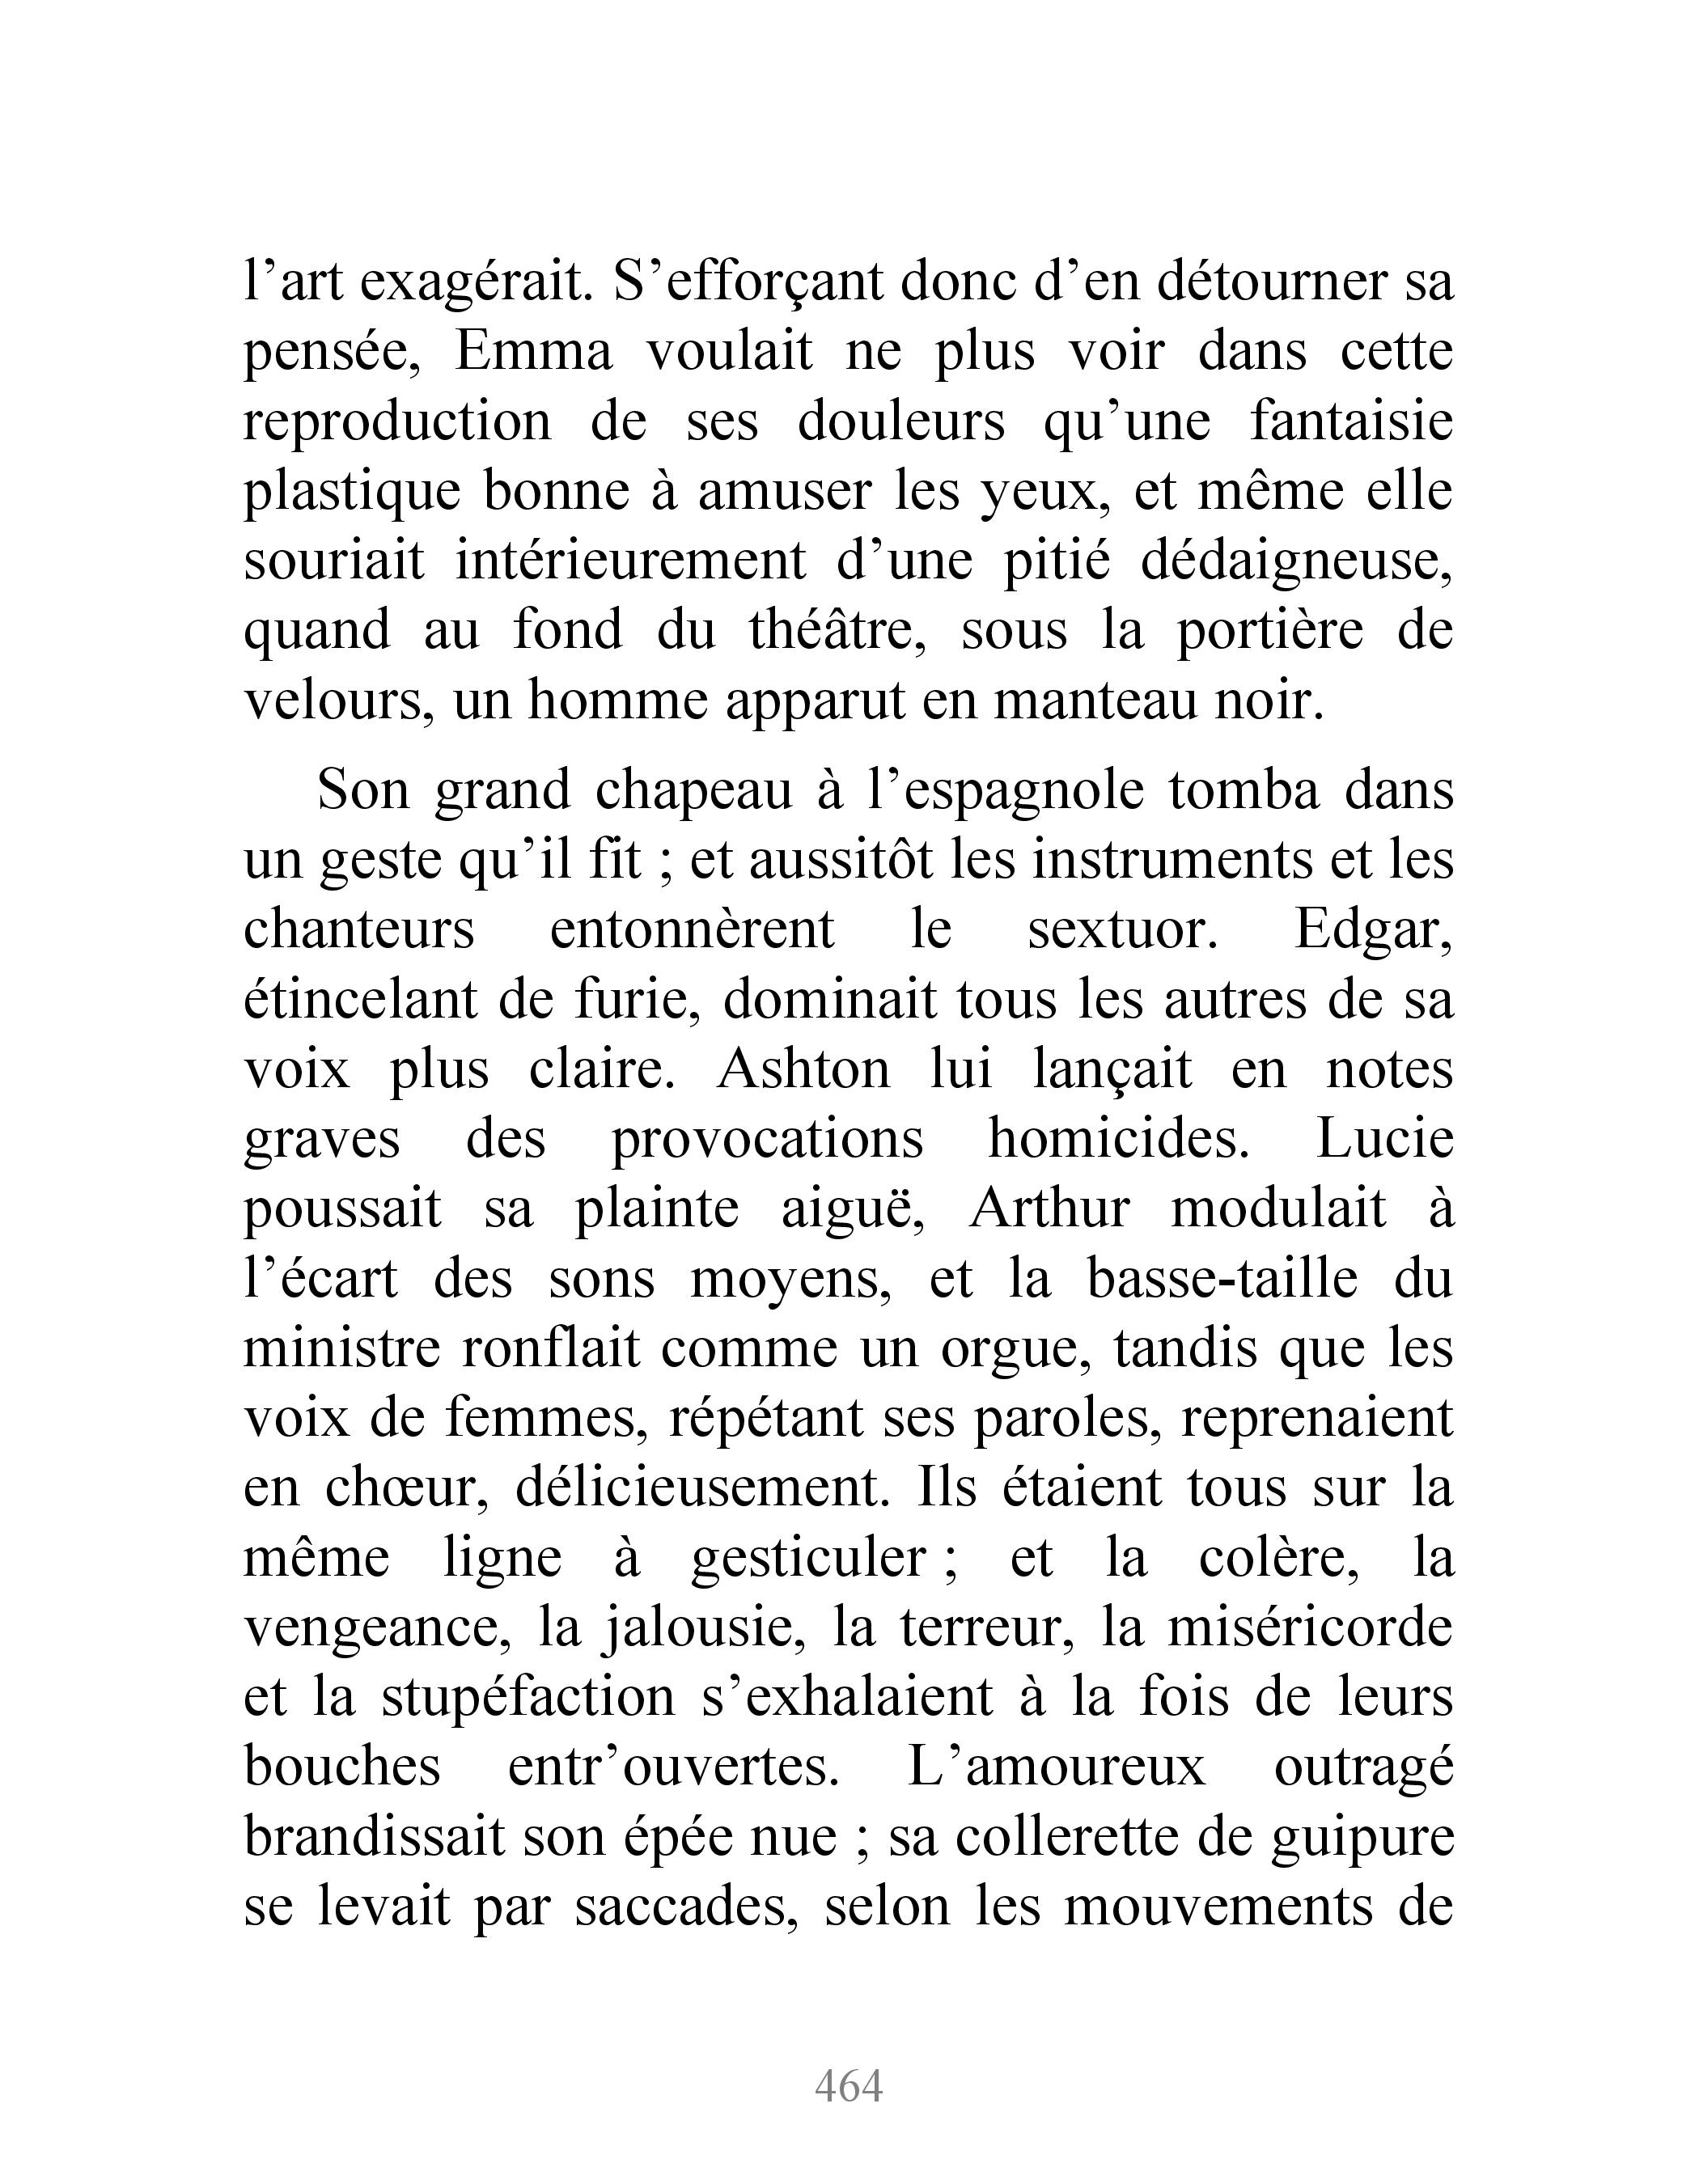 l’art exagérait. S’efforçant donc d’en détourner sa
pensée, Emma voulait ne plus voir dans cette
reproduction de ses douleurs qu’une fantaisie
plastique bonne à amuser les yeux, et même elle
souriait intérieurement d’une pitié dédaigneuse,
quand au fond du théâtre, sous la portière de
velours, un homme apparut en manteau noir.
Son grand chapeau à l’espagnole tomba dans
un geste qu’il fit ; et aussitôt les instruments et les
chanteurs entonnèrent le sextuor. Edgar,
étincelant de furie, dominait tous les autres de sa
voix plus claire. Ashton lui lançait en notes
graves des provocations homicides. Lucie
poussait sa plainte aiguë, Arthur modulait à
l’écart des sons moyens, et la basse-taille du
ministre ronflait comme un orgue, tandis que les
voix de femmes, répétant ses paroles, reprenaient
en chœur, délicieusement. Ils étaient tous sur la
même ligne à gesticuler ; et la colère, la
vengeance, la jalousie, la terreur, la miséricorde
et la stupéfaction s’exhalaient à la fois de leurs
bouches entr’ouvertes. L’amoureux outragé
brandissait son épée nue ; sa collerette de guipure
se levait par saccades, selon les mouvements de
464